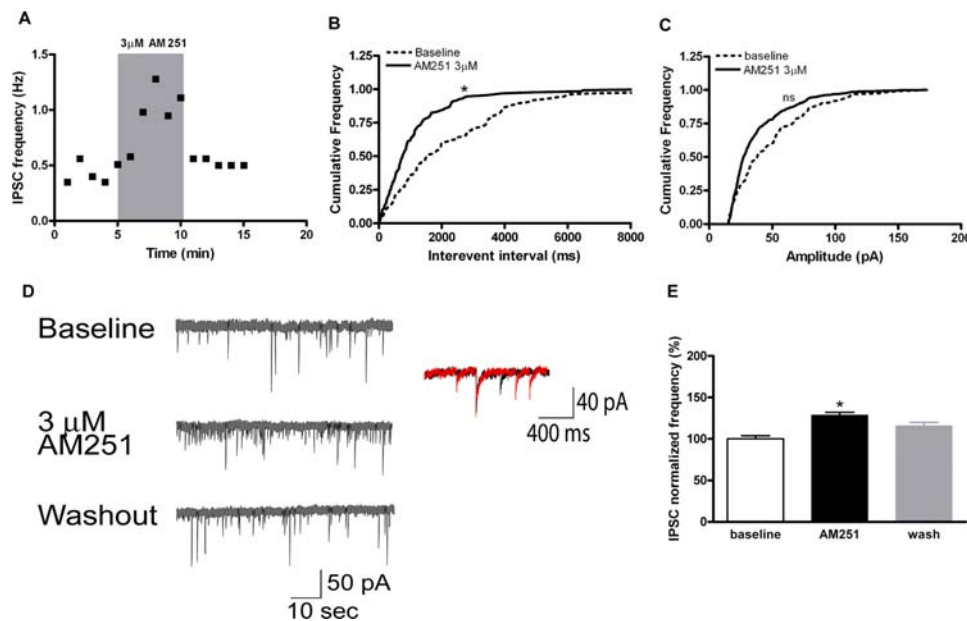 A
3μM AM 251
IPSC frequency (Hz)
1.5
1.0
0.5
0.0
0 5 10 15 20
Time (min)
B
Baseline
AM251 3μM
*
Cumulative Frequency
1.25
1.00
0.75
0.50
0.25
0.00
0 2000 4000 6000 8000
Interevent interval (ms)
C
baseline
AM251 3μM
ns
Cumulative Frequency
1.25
1.00
0.75
0.50
0.25
0.00
0 50 100 150 200
Amplitude (pA)
D
Baseline
3 μM
AM251
Washout
50 pA
10 sec
40 pA
400 ms
E
IPSC normalized frequency (%)
200
150
100
50
0
*
baseline AM251 wash